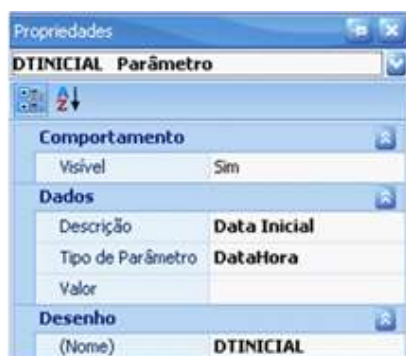 Propriedades
DTINICIAL Parâmetro
A
Z
Comportamento
Visível Sim
Dados
Descrição Data Inicial
Tipo de Parâmetro DataHora
Valor
Desenho
(Nome) DTINICIAL